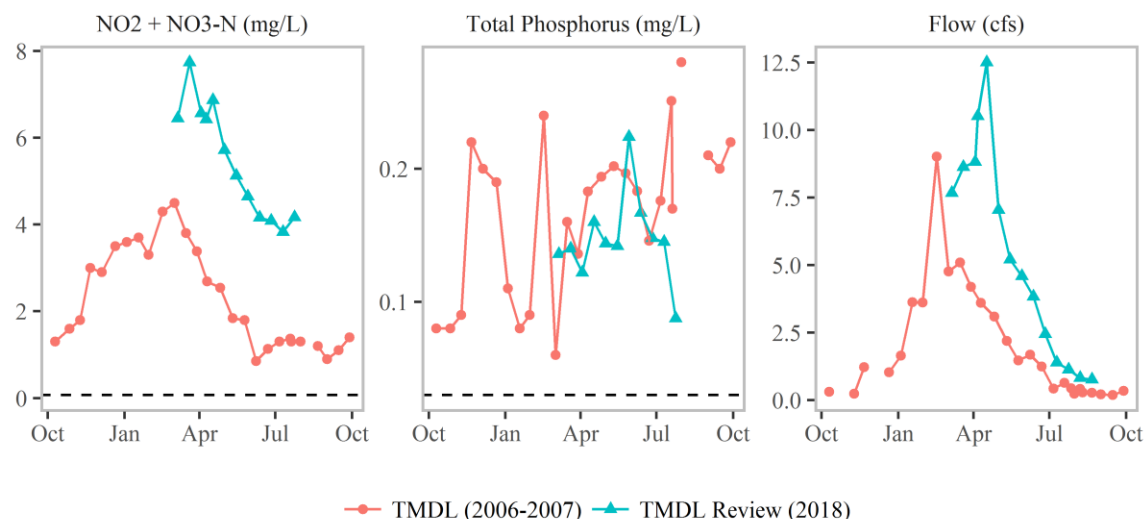 NO2 + NO3-N (mg/L) Total Phosphorus (mg/L) Flow (cfs)
8
6
4
2
0
Oct Jan Apr Jul Oct
0.2
0.1
Oct Jan Apr Jul Oct
12.5
10.0
7.5
5.0
2.5
0.0
Oct Jan Apr Jul Oct
TMDL (2006-2007) TMDL Review (2018)